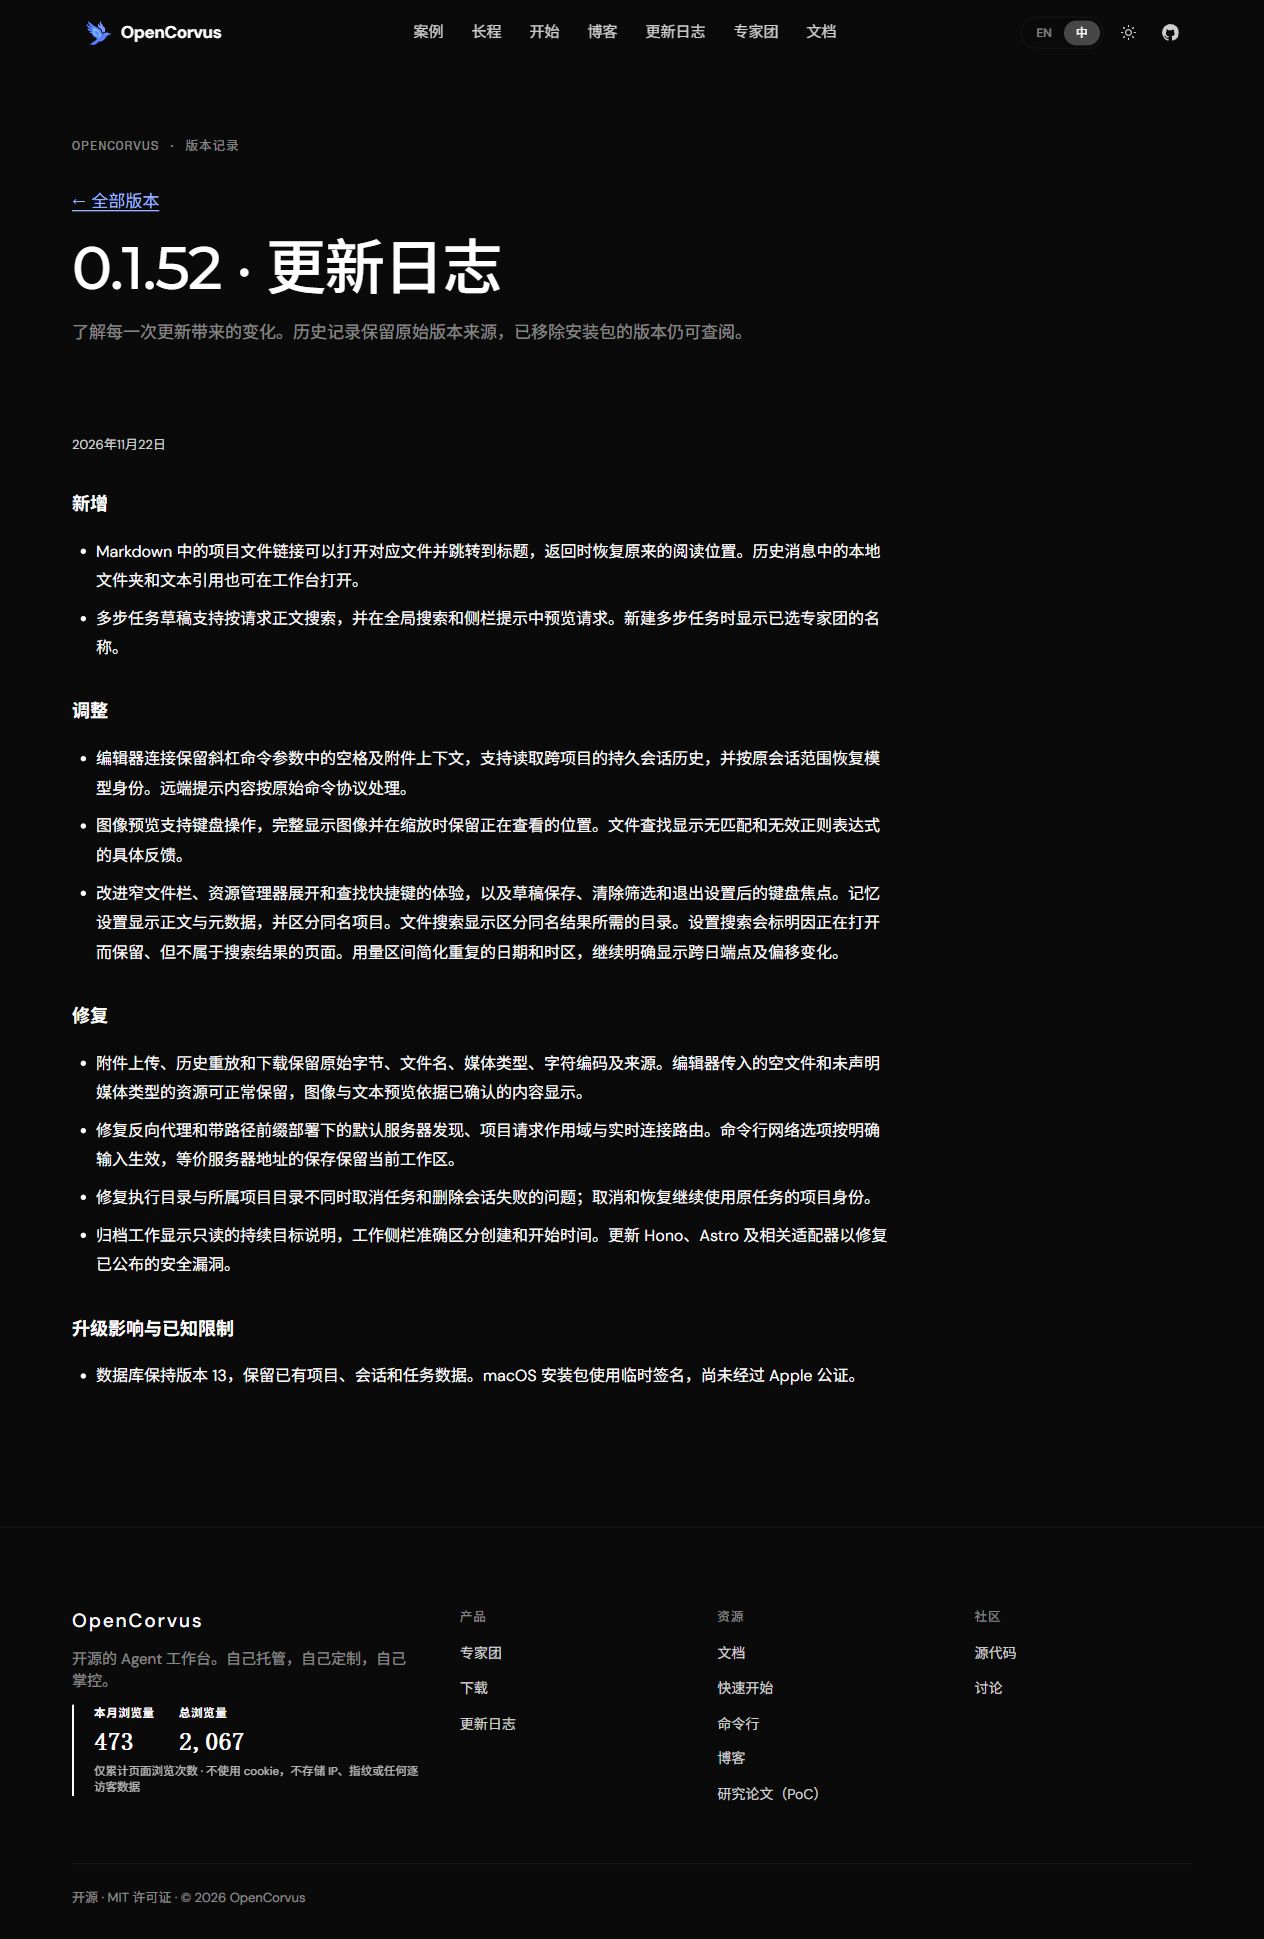 OpenCorvus
案例 长程 开始 博客 更新日志 专家团 文档
EN 中
OPENCORVUS · 版本记录
← 全部版本
0.1.52 · 更新日志
了解每一次更新带来的变化。历史记录保留原始版本来源，已移除安装包的版本仍可查阅。
2026年11月22日
新增
• Markdown 中的项目文件链接可以打开对应文件并跳转到标题，返回时恢复原来的阅读位置。历史消息中的本地
文件夹和文本引用也可在工作台打开。
• 多步任务草稿支持按请求正文搜索，并在全局搜索和侧栏提示中预览请求。新建多步任务时显示已选专家团的名
称。
调整
• 编辑器连接保留斜杠命令参数中的空格及附件上下文，支持读取跨项目的持久会话历史，并按原会话范围恢复模
型身份。远端提示内容按原始命令协议处理。
• 图像预览支持键盘操作，完整显示图像并在缩放时保留正在查看的位置。文件查找显示无匹配和无效正则表达式
的具体反馈。
• 改进窄文件栏、资源管理器展开和查找快捷键的体验，以及草稿保存、清除筛选和退出设置后的键盘焦点。记忆
设置显示正文与元数据，并区分同名项目。文件搜索显示区分同名结果所需的目录。设置搜索会标明因正在打开
而保留、但不属于搜索结果的页面。用量区间简化重复的日期和时区，继续明确显示跨日端点及偏移变化。
修复
• 附件上传、历史重放和下载保留原始字节、文件名、媒体类型、字符编码及来源。编辑器传入的空文件和未声明
媒体类型的资源可正常保留，图像与文本预览依据已确认的内容显示。
• 修复反向代理和带路径前缀部署下的默认服务器发现、项目请求作用域与实时连接路由。命令行网络选项按明确
输入生效，等价服务器地址的保存保留当前工作区。
• 修复执行目录与所属项目目录不同时取消任务和删除会话失败的问题；取消和恢复继续使用原任务的项目身份。
• 归档工作显示只读的持续目标说明，工作侧栏准确区分创建和开始时间。更新 Hono、Astro 及相关适配器以修复
已公布的安全漏洞。
升级影响与已知限制
• 数据库保持版本 13，保留已有项目、会话和任务数据。macOS 安装包使用临时签名，尚未经过 Apple 公证。
OpenCorvus
开源的 Agent 工作台。自己托管，自己定制，自己
掌控。
本月浏览量 总浏览量
473 2,067
仅累计页面浏览次数 · 不使用 cookie，不存储 IP、指纹或任何逐
访客数据
产品
专家团
下载
更新日志
资源
文档
快速开始
命令行
博客
研究论文（PoC）
社区
源代码
讨论
开源 · MIT 许可证 · © 2026 OpenCorvus